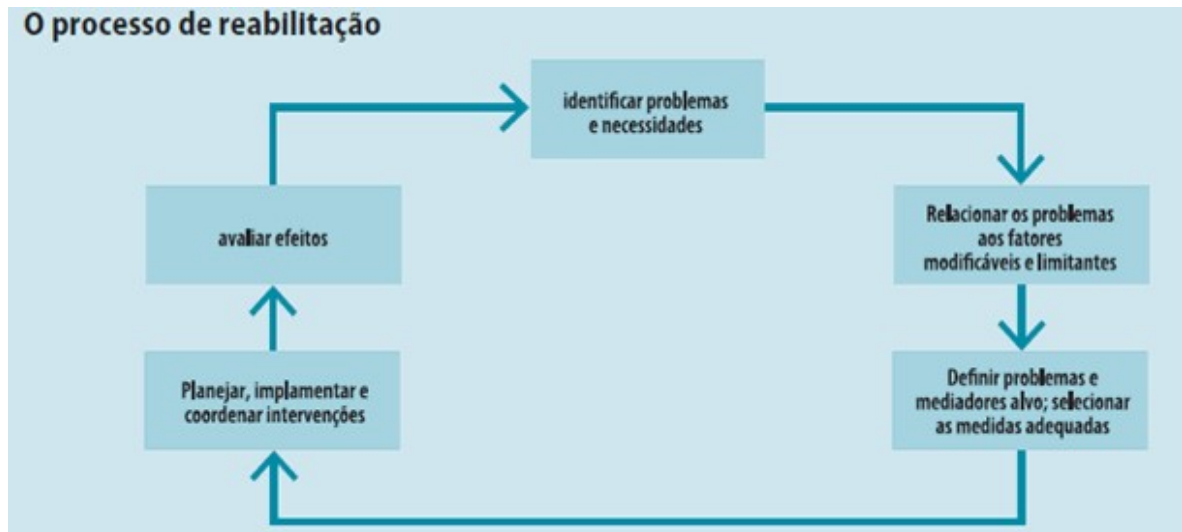 O processo de reabilitação
identificar problemas
e necessidades
Relacionar os problemas
aos fatores
modificáveis e limitantes
Definir problemas e
mediadores alvo; selecionar
as medidas adequadas
Planejar, implamentar e
coordenar intervenções
avaliar efeitos